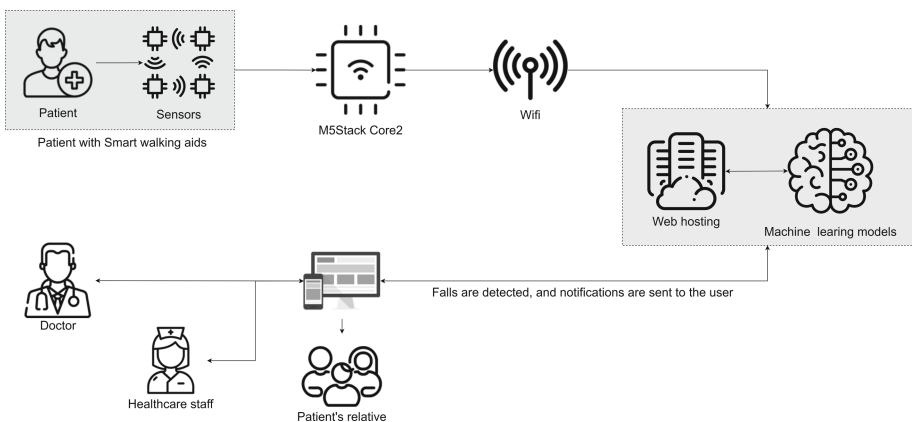 Patient
Sensors
Patient with Smart walking aids
M5Stack Core2
Wifi
Web hosting
Machine learing models
Falls are detected, and notifications are sent to the user
Doctor
Healthcare staff
Patient's relative